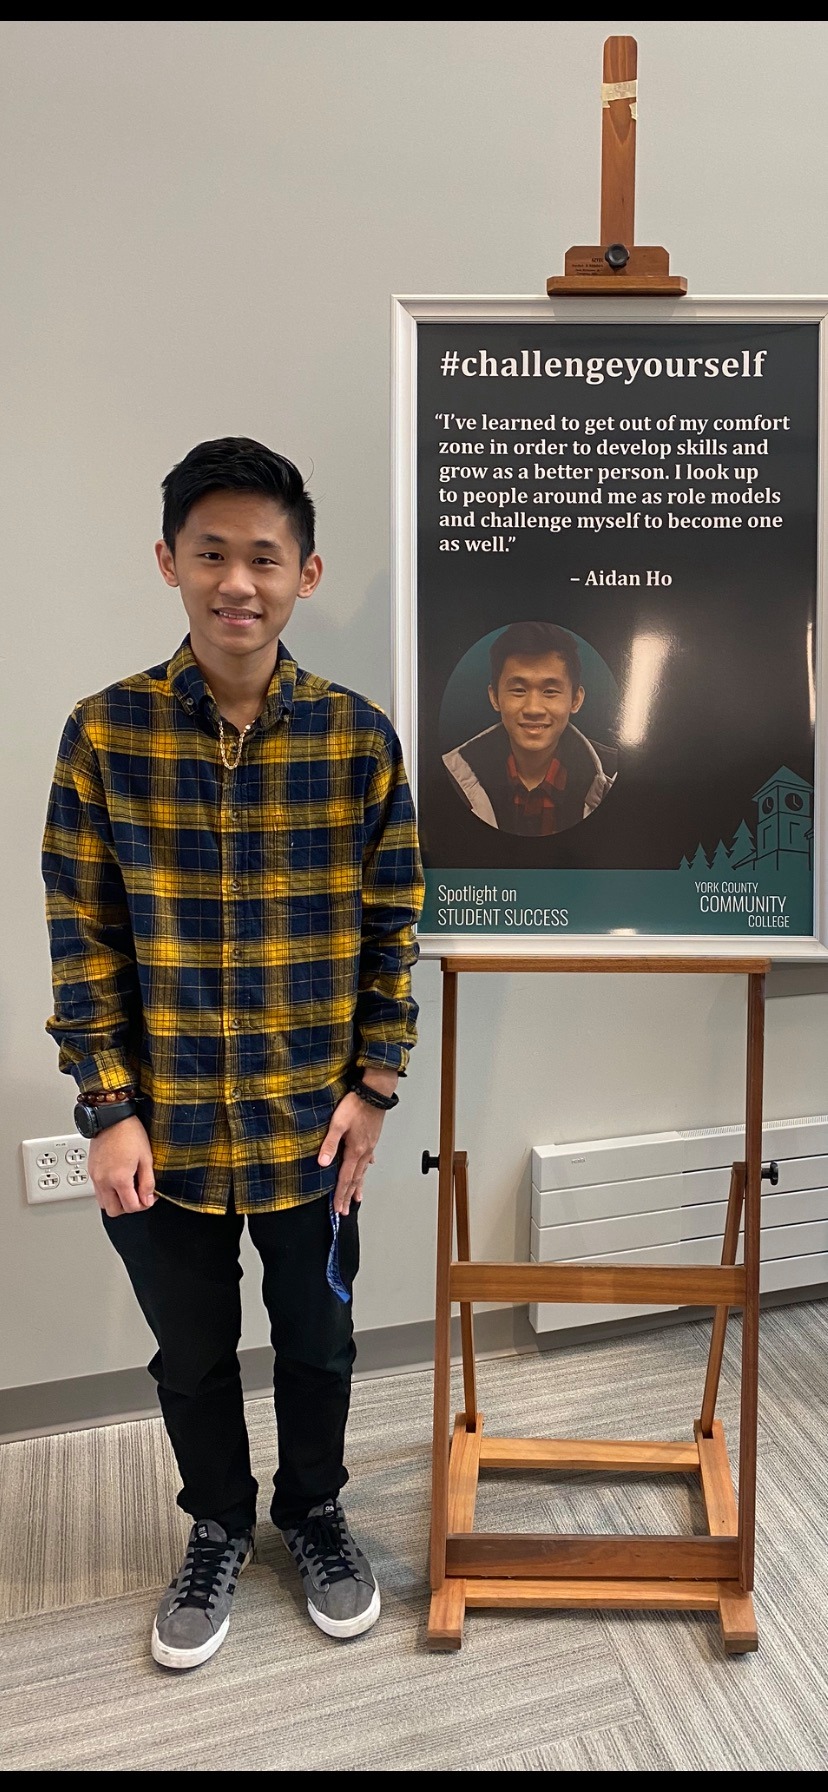 #challengeyourself
“I’ve learned to get out of my comfort
zone in order to develop skills and
grow as a better person. I look up
to people around me as role models
and challenge myself to become one
as well.”
– Aidan Ho
Spotlight on
STUDENT SUCCESS
YORK COUNTY
COMMUNITY
COLLEGE